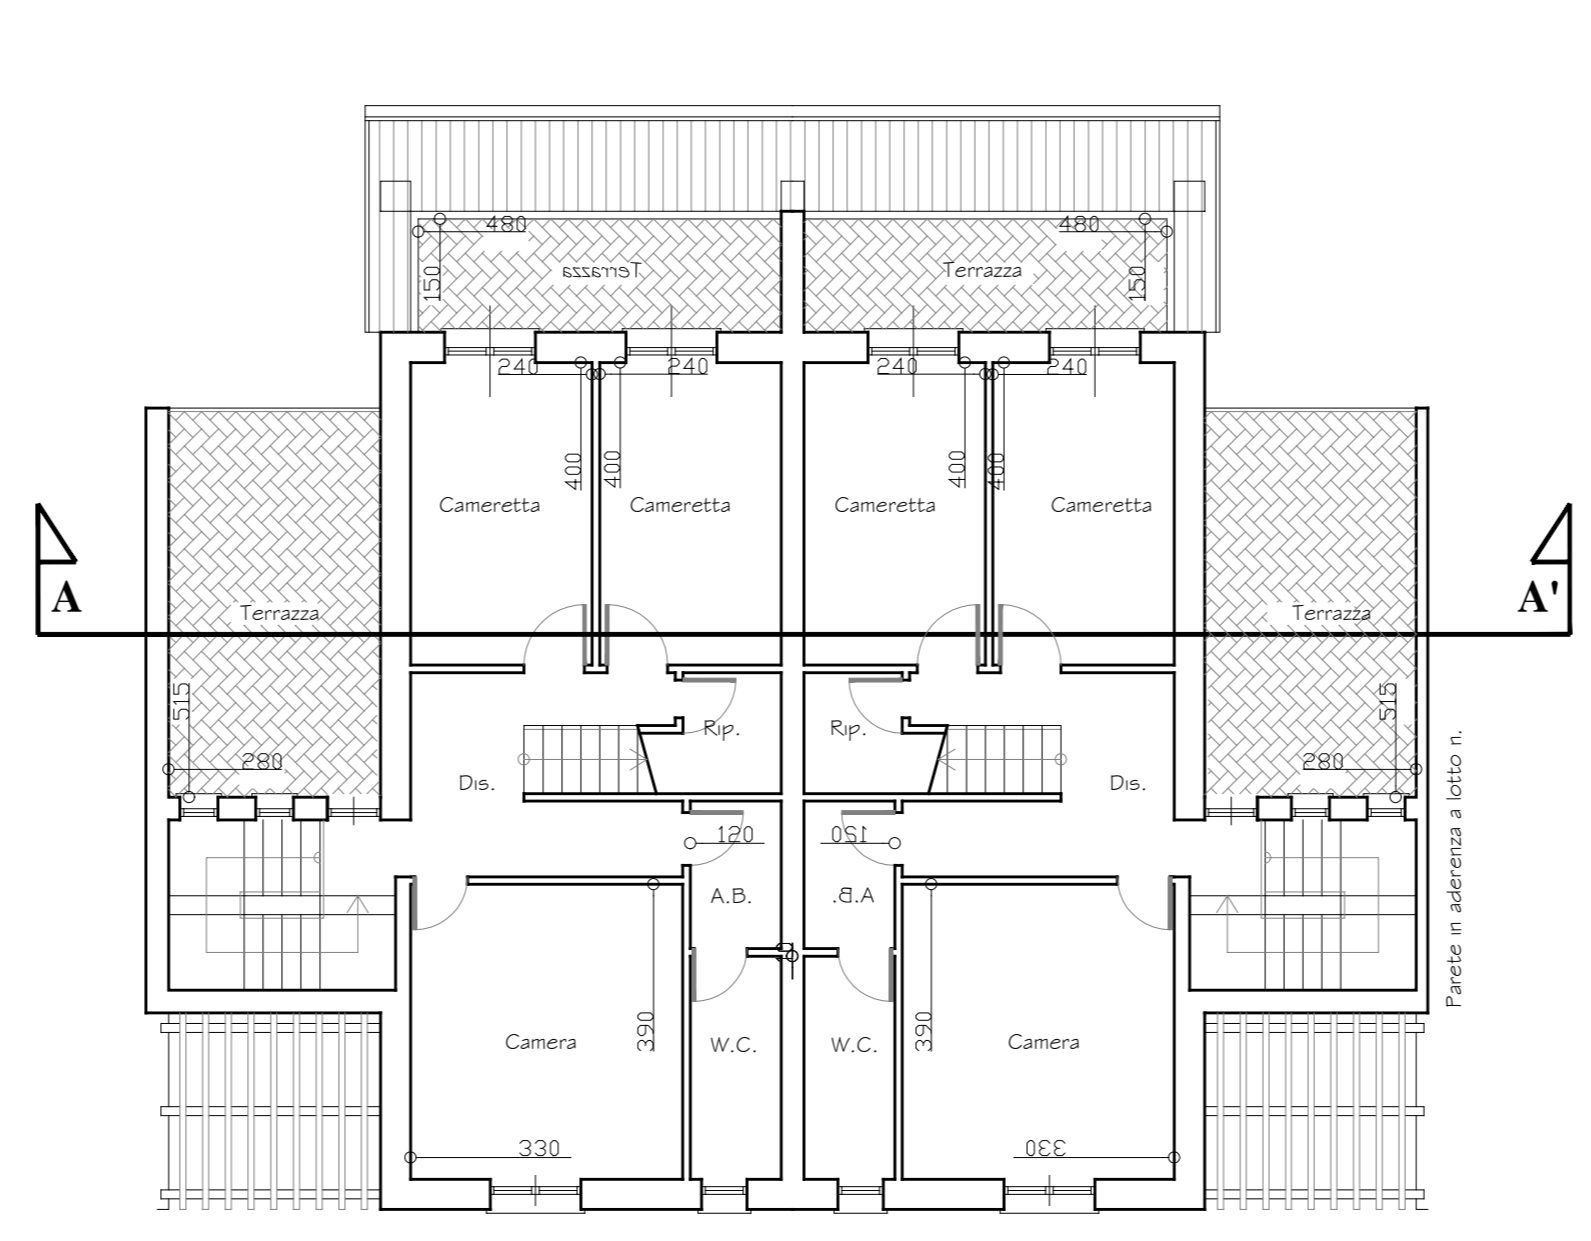 480
480
Terrazza
Terrazza
150
150
240
240
240
240
400
400
400
400
Cameretta
Cameretta
Cameretta
Cameretta
A
A'
Terrazza
Terrazza
515
515
Rip.
Rip.
280
280
Dis.
Dis.
120
120
A.B.
A.B.
Parete in aderenza a lotto n.
390
390
Camera
W.C.
W.C.
Camera
330
330